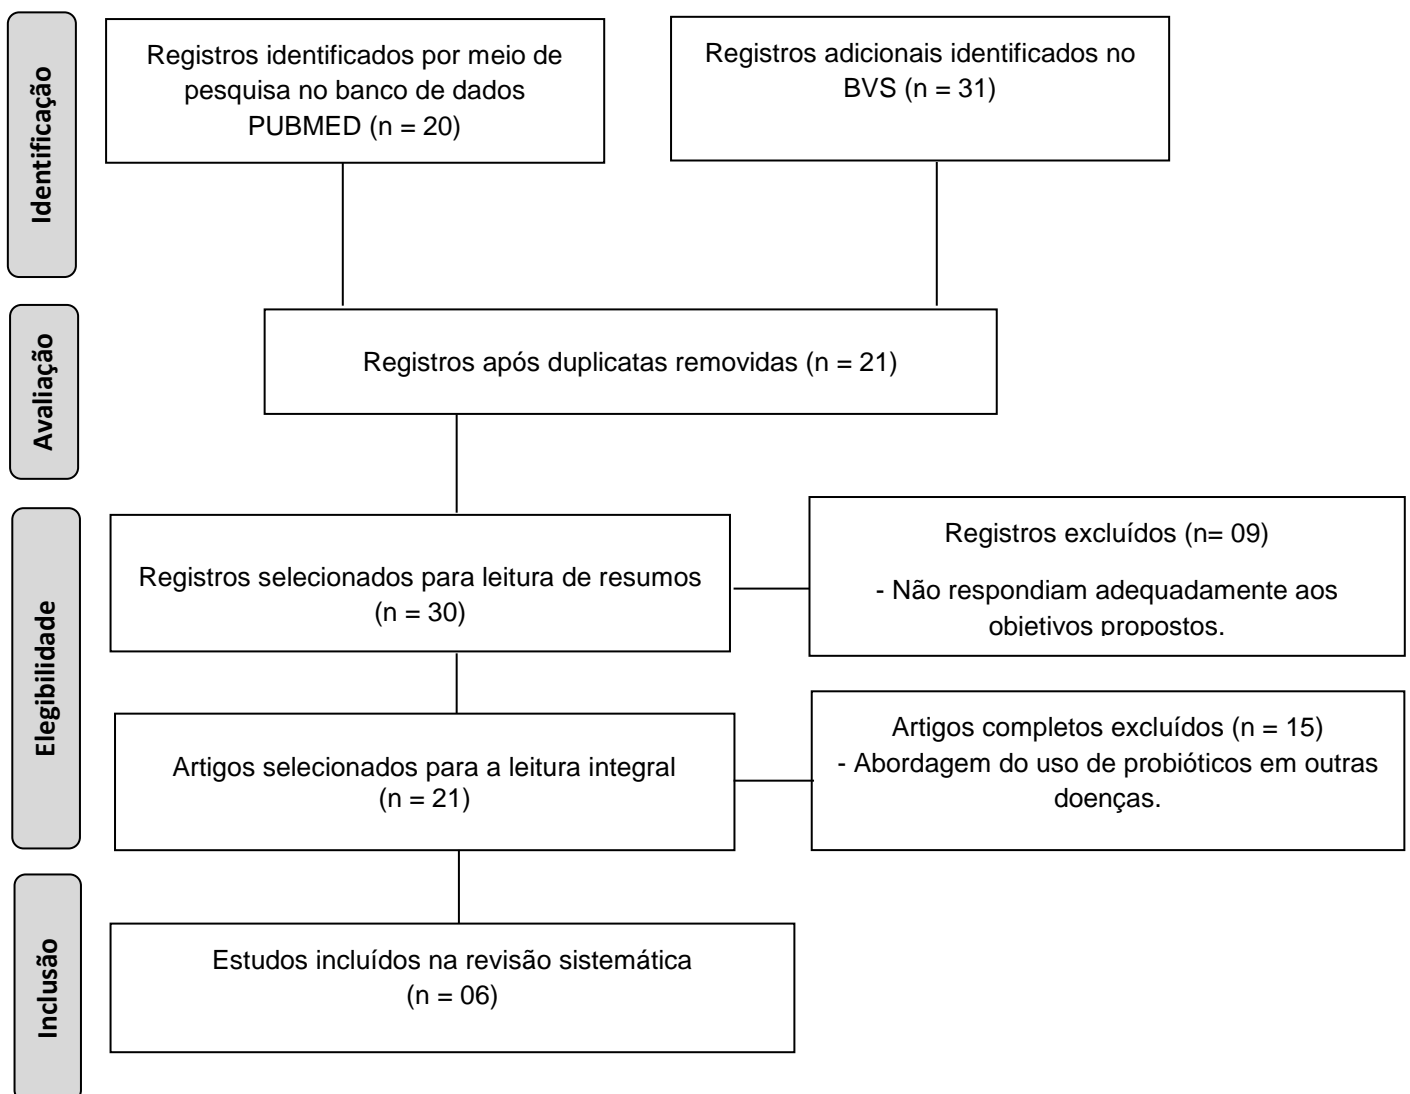 Identificação
Registros identificados por meio de
pesquisa no banco de dados
PUBMED (n = 20)
Registros adicionais identificados no
BVS (n = 31)
Avaliação
Registros após duplicatas removidas (n = 21)
Elegibilidade
Registros selecionados para leitura de resumos
(n = 30)
Registros excluídos (n= 09)
- Não respondiam adequadamente aos
objetivos propostos.
Artigos selecionados para a leitura integral
(n = 21)
Artigos completos excluídos (n = 15)
- Abordagem do uso de probióticos em outras
doenças.
Inclusão
Estudos incluídos na revisão sistemática
(n = 06)